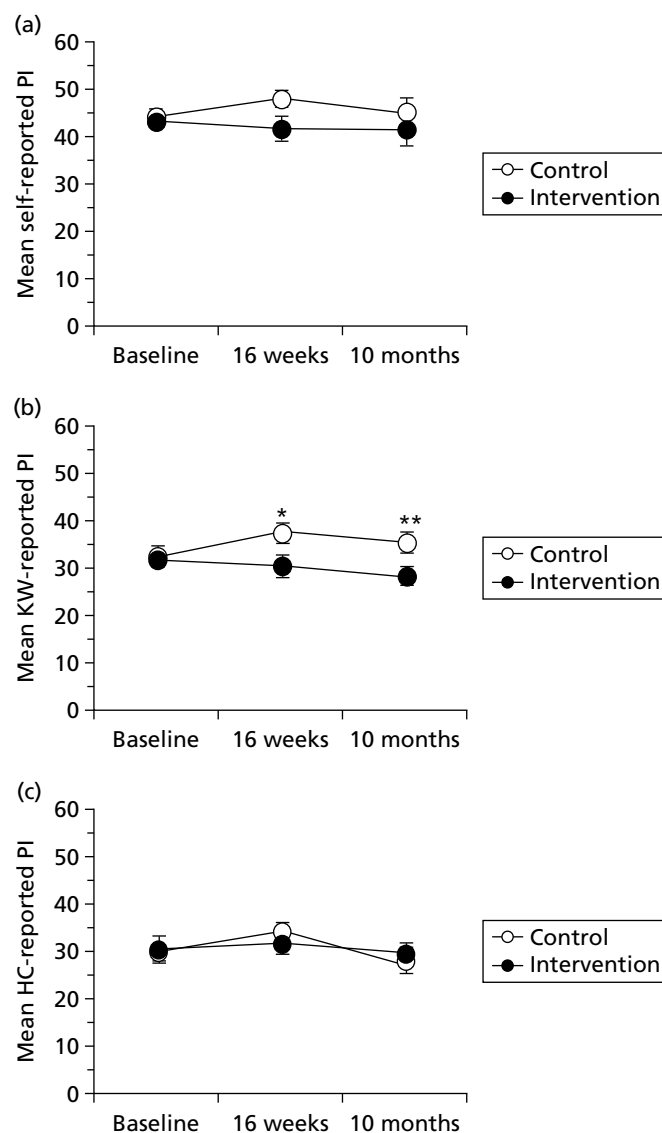 (a)
Mean self-reported PI
60
50
40
30
20
10
0
Baseline 16 weeks 10 months
Control
Intervention
(b)
Mean KW-reported PI
60
50
40
30
20
10
0
* **
Baseline 16 weeks 10 months
Control
Intervention
(c)
Mean HC-reported PI
60
50
40
30
20
10
0
Baseline 16 weeks 10 months
Control
Intervention